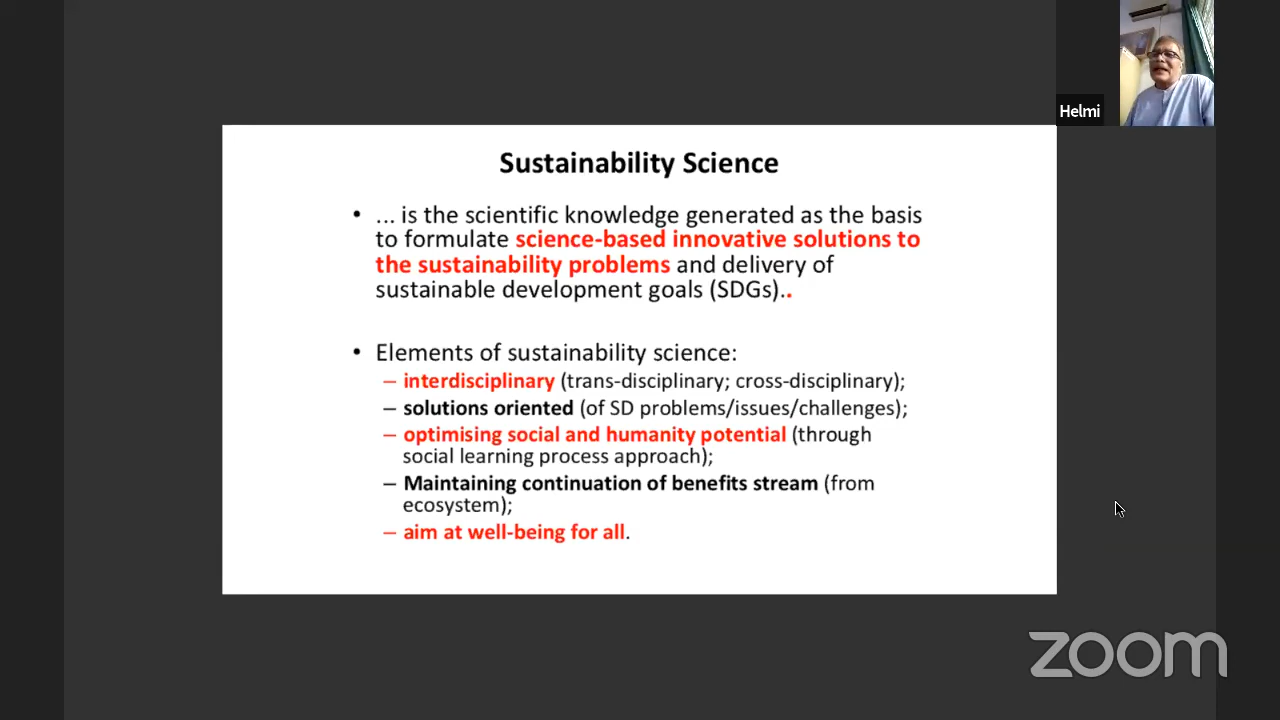 Helmi
Sustainability Science
• ... is the scientific knowledge generated as the basis
to formulate science-based innovative solutions to
the sustainability problems and delivery of
sustainable development goals (SDGs)..
• Elements of sustainability science:
– interdisciplinary (trans-disciplinary; cross-disciplinary);
– solutions oriented (of SD problems/issues/challenges);
– optimising social and humanity potential (through
social learning process approach);
– Maintaining continuation of benefits stream (from
ecosystem);
– aim at well-being for all.
zoom